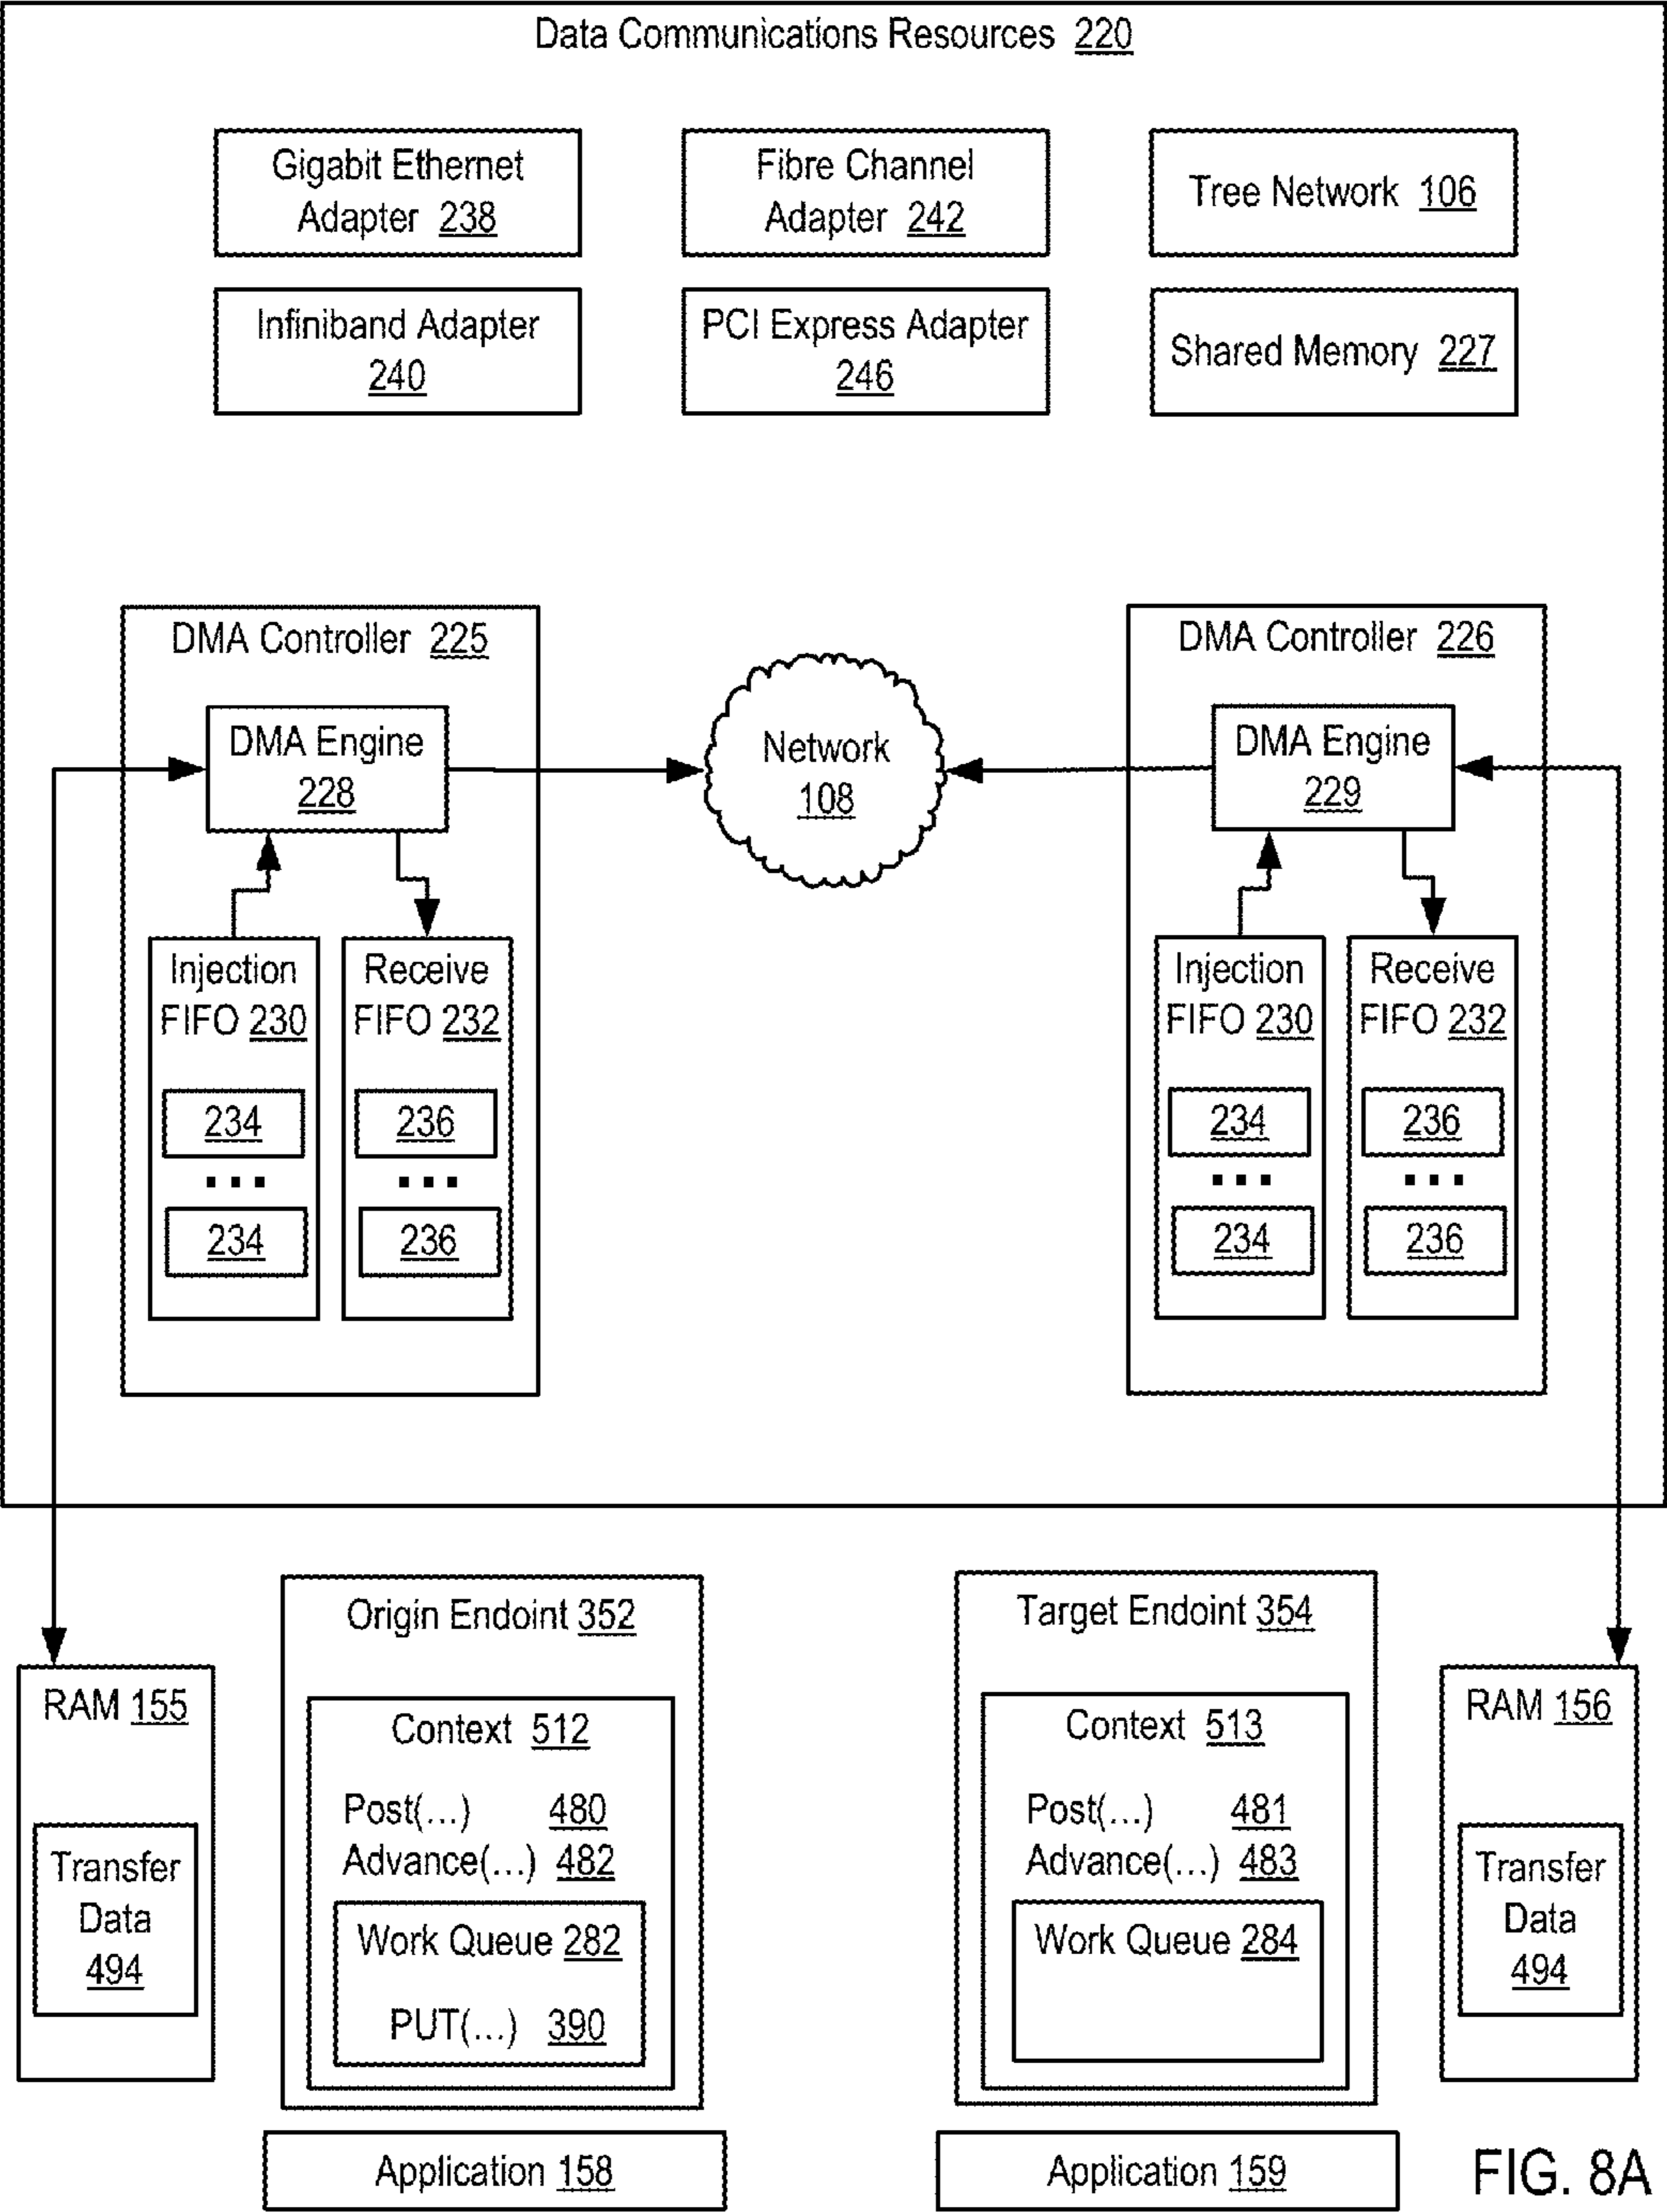 Data Communications Resources 220
Gigabit Ethernet
Adapter 238
Fibre Channel
Adapter 242
Tree Network 106
Infiniband Adapter
240
PCI Express Adapter
246
Shared Memory 227
DMA Controller 225
DMA Engine
228
Injection
FIFO 230
234
...
234
Receive
FIFO 232
236
...
236
Network
108
DMA Controller 226
DMA Engine
229
Injection
FIFO 230
234
...
234
Receive
FIFO 232
236
...
236
RAM 155
Transfer
Data
494
Origin Endoint 352
Context 512
Post(...) 480
Advance(...) 482
Work Queue 282
PUT(...) 390
Application 158
Target Endoint 354
Context 513
Post(...) 481
Advance(...) 483
Work Queue 284
Application 159
RAM 156
Transfer
Data
494
FIG. 8A